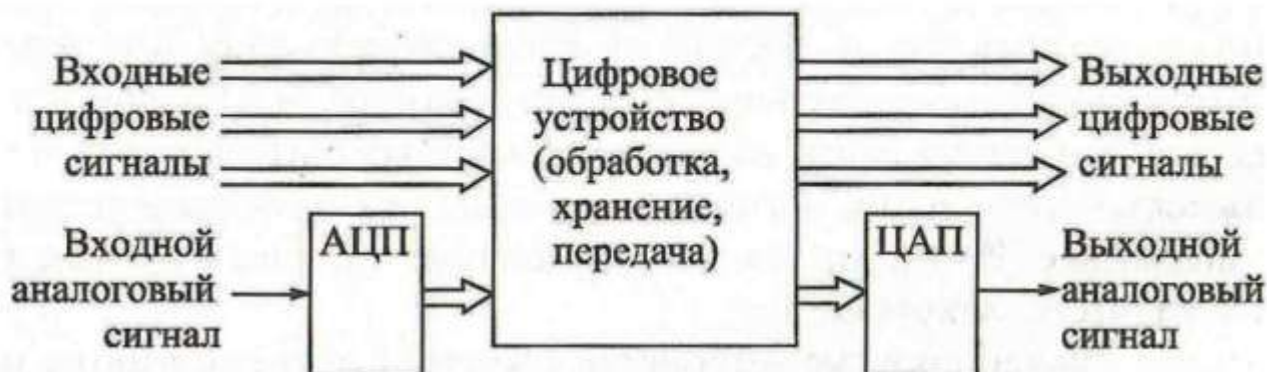 Входные
цифровые
сигналы
Цифровое
устройство
(обработка,
хранение,
передача)
Выходные
цифровые
сигналы
Входной
аналоговый
сигнал
АЦП
ЦАП
Выходной
аналоговый
сигнал